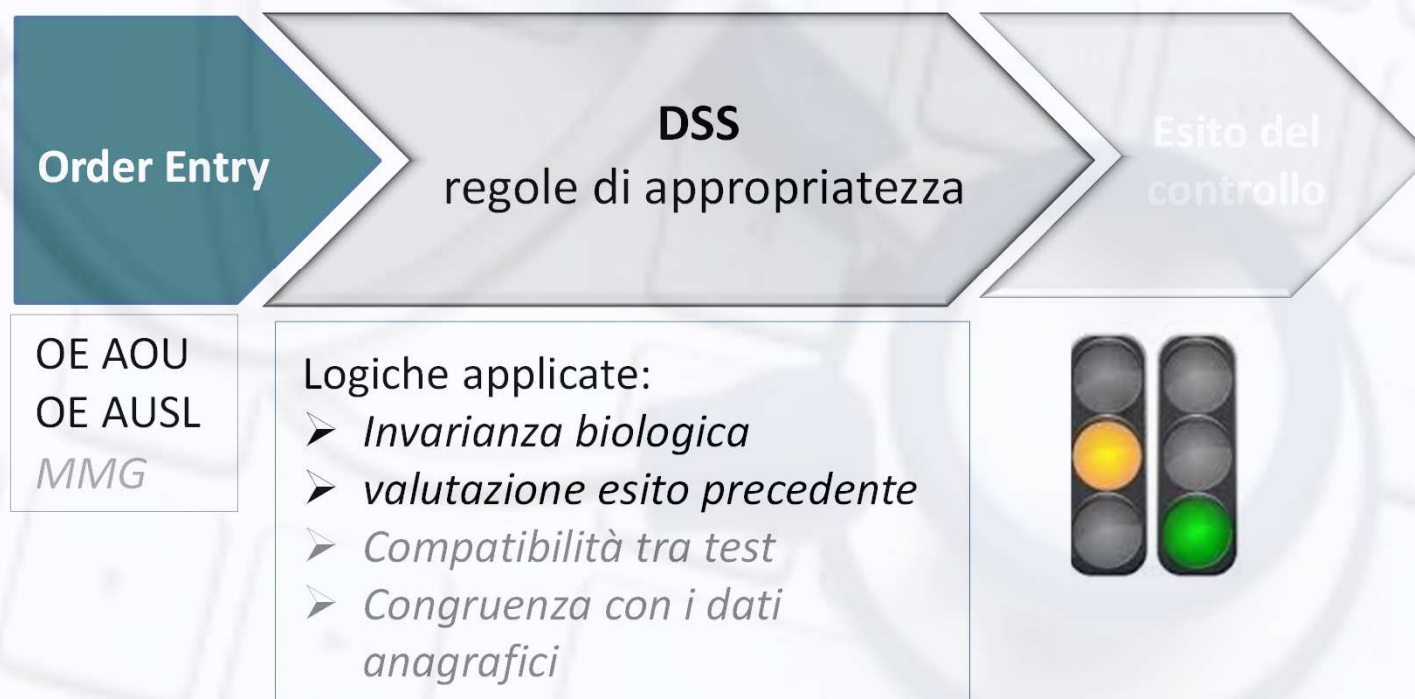 Order Entry
DSS
regole di appropriatezza
Esito del
controllo
OE AOU
OE AUSL
MMG
Logiche applicate:
➢ Invarianza biologica
➢ valutazione esito precedente
➢ Compatibilità tra test
➢ Congruenza con i dati
anagrafici